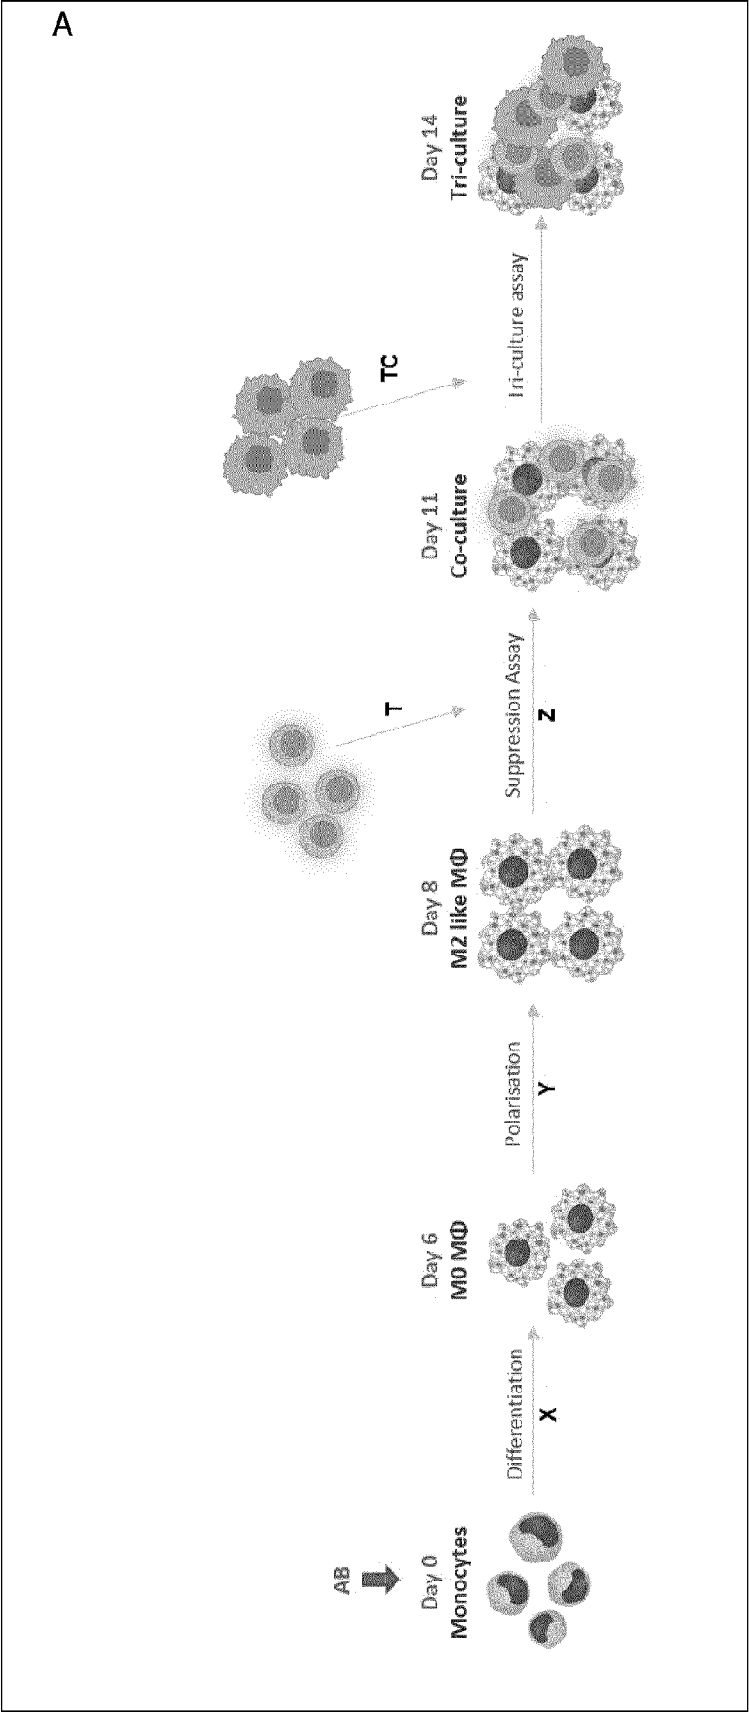 A
AB
Day 0
Monocytes
Differentiation
X
Day 6
M0 MΦ
Polarisation
Y
Day 8
M2 like MΦ
T
Suppression Assay
Z
Day 11
Co-culture
TC
Tri-culture assay
Day 14
Tri-culture